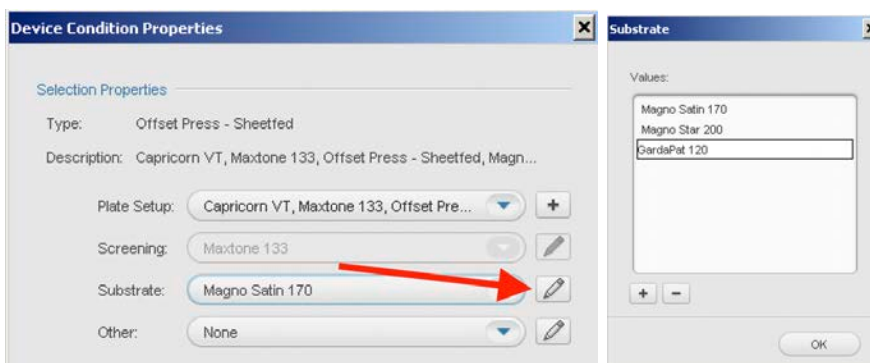 Device Condition Properties
Selection Properties
Type: Offset Press - Sheetfed
Description: Capricorn VT, Maxtone 133, Offset Press - Sheetfed, Magn...
Plate Setup: Capricorn VT, Maxtone 133, Offset Pre...
Screening: Maxtone 133
Substrate: Magno Satin 170
Other: None
Substrate
Values:
Magno Satin 170
Magno Star 200
GardaPat 120
OK